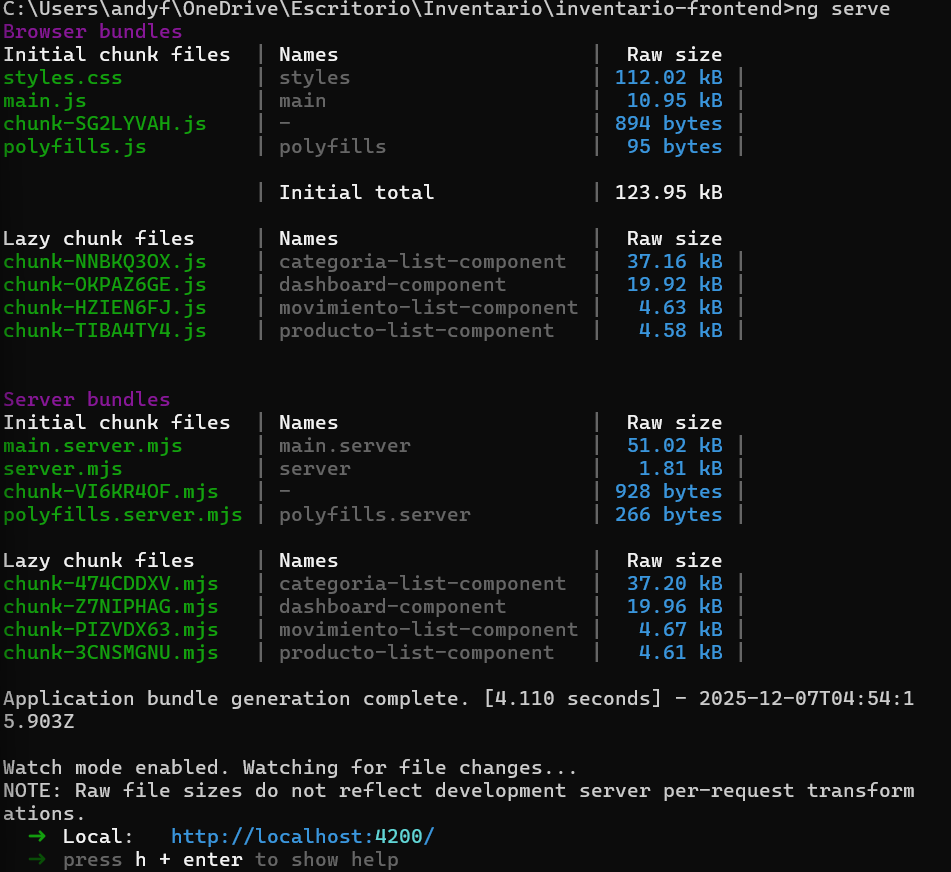 C:\Users\andyf\OneDrive\Escritorio\Inventario\inventario-frontend>ng serve
Browser bundles
Initial chunk files | Names | Raw size
styles.css | styles | 112.02 kB |
main.js | main | 10.95 kB |
chunk-SG2LYVAH.js | - | 894 bytes |
polyfills.js | polyfills | 95 bytes |
| Initial total | 123.95 kB
Lazy chunk files | Names | Raw size
chunk-NNBKQ3OX.js | categoria-list-component | 37.16 kB |
chunk-OKPAZ6GE.js | dashboard-component | 19.92 kB |
chunk-HZIEN6FJ.js | movimiento-list-component | 4.63 kB |
chunk-TIBA4TY4.js | producto-list-component | 4.58 kB |
Server bundles
Initial chunk files | Names | Raw size
main.server.mjs | main.server | 51.02 kB |
server.mjs | server | 1.81 kB |
chunk-VI6KR4OF.mjs | - | 928 bytes |
polyfills.server.mjs | polyfills.server | 266 bytes |
Lazy chunk files | Names | Raw size
chunk-474CDDXV.mjs | categoria-list-component | 37.20 kB |
chunk-Z7NIPHAG.mjs | dashboard-component | 19.96 kB |
chunk-PIZVDX63.mjs | movimiento-list-component | 4.67 kB |
chunk-3CNSMGNU.mjs | producto-list-component | 4.61 kB |
Application bundle generation complete. [4.110 seconds] - 2025-12-07T04:54:1
5.903Z
Watch mode enabled. Watching for file changes...
NOTE: Raw file sizes do not reflect development server per-request transform
ations.
➜ Local: http://localhost:4200/
➜ press h + enter to show help